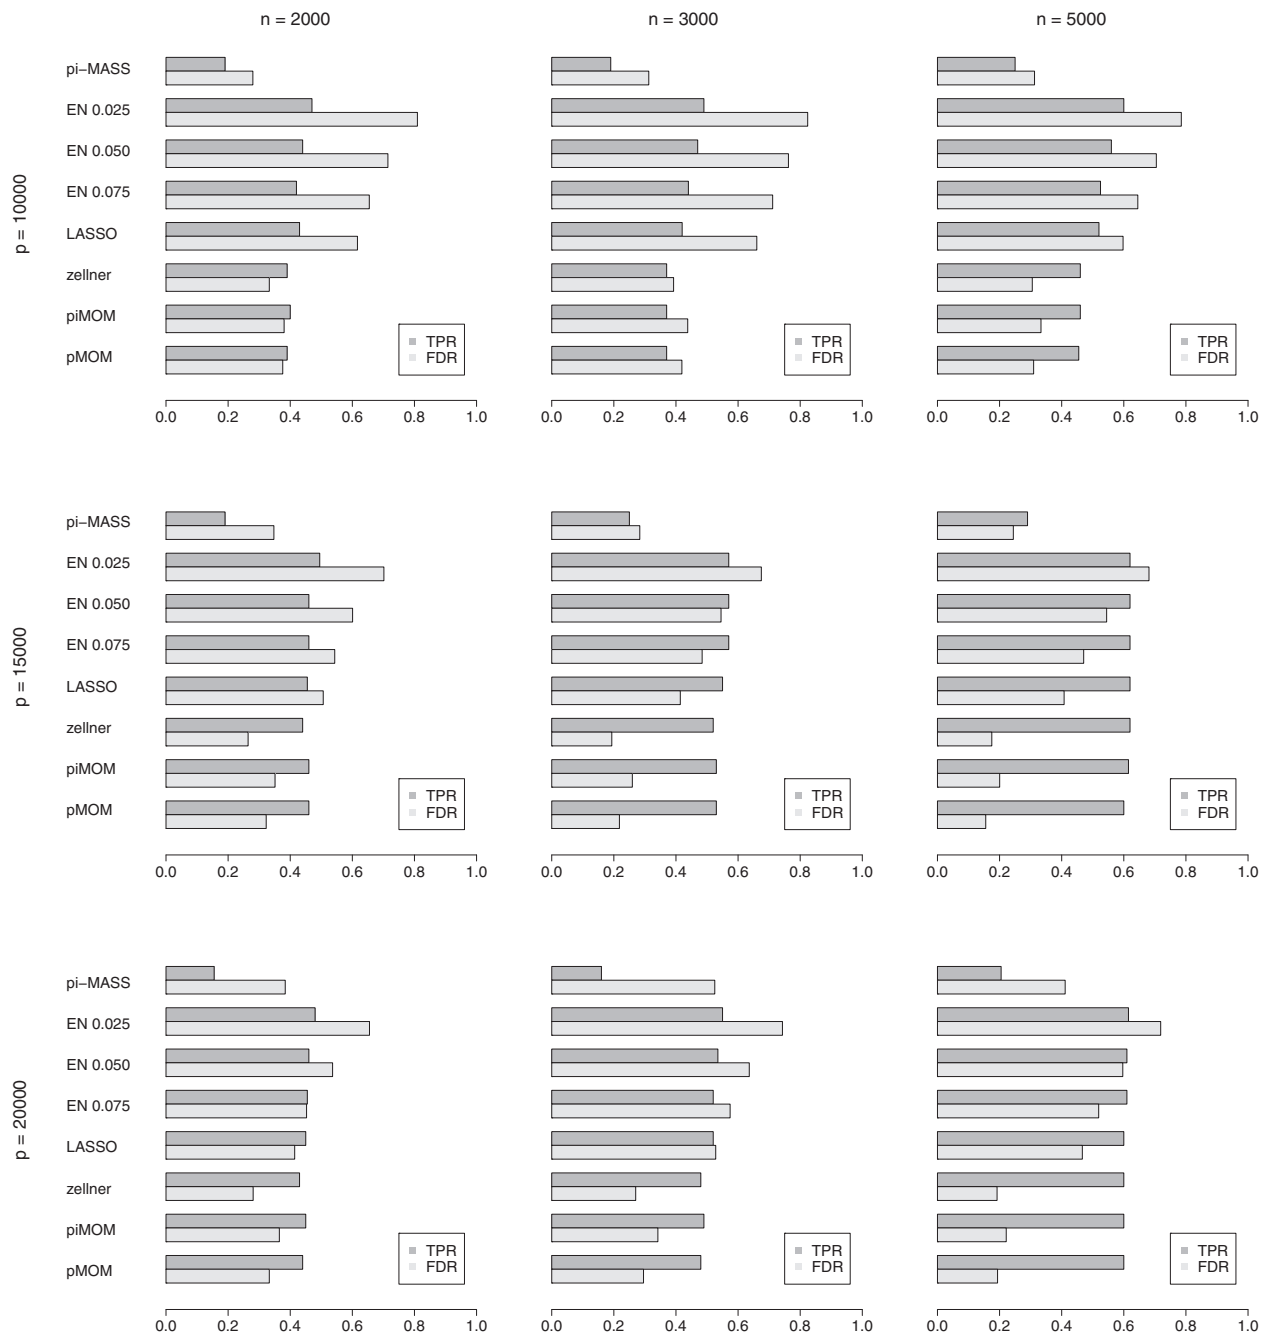 n = 2000 n = 3000 n = 5000
p = 10000
pi−MASS
EN 0.025
EN 0.050
EN 0.075
LASSO
zellner
piMOM
pMOM
TPR TPR TPR
FDR FDR FDR
0.0 0.2 0.4 0.6 0.8 1.0 0.0 0.2 0.4 0.6 0.8 1.0 0.0 0.2 0.4 0.6 0.8 1.0
p = 15000
pi−MASS
EN 0.025
EN 0.050
EN 0.075
LASSO
zellner
piMOM
pMOM
TPR TPR TPR
FDR FDR FDR
0.0 0.2 0.4 0.6 0.8 1.0 0.0 0.2 0.4 0.6 0.8 1.0 0.0 0.2 0.4 0.6 0.8 1.0
p = 20000
pi−MASS
EN 0.025
EN 0.050
EN 0.075
LASSO
zellner
piMOM
pMOM
TPR TPR TPR
FDR FDR FDR
0.0 0.2 0.4 0.6 0.8 1.0 0.0 0.2 0.4 0.6 0.8 1.0 0.0 0.2 0.4 0.6 0.8 1.0